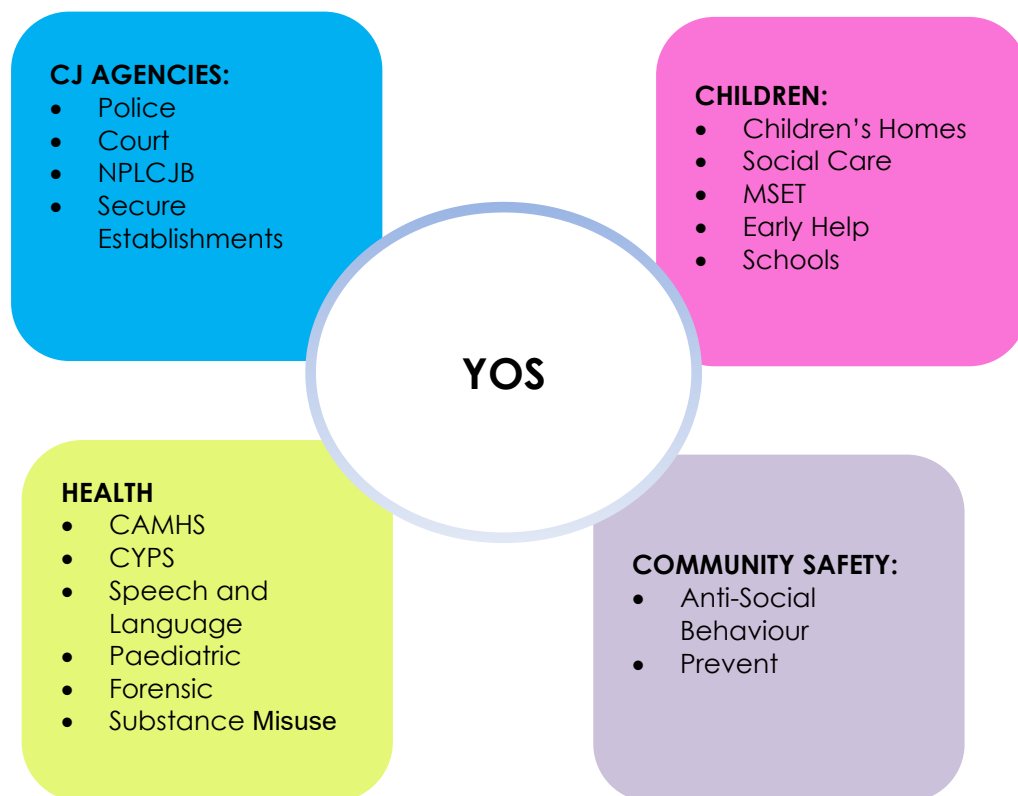 CJ AGENCIES:
• Police
• Court
• NPLCJB
• Secure
Establishments
CHILDREN:
• Children’s Homes
• Social Care
• MSET
• Early Help
• Schools
YOS
HEALTH
• CAMHS
• CYPS
• Speech and
Language
• Paediatric
• Forensic
• Substance Misuse
COMMUNITY SAFETY:
• Anti-Social
Behaviour
• Prevent